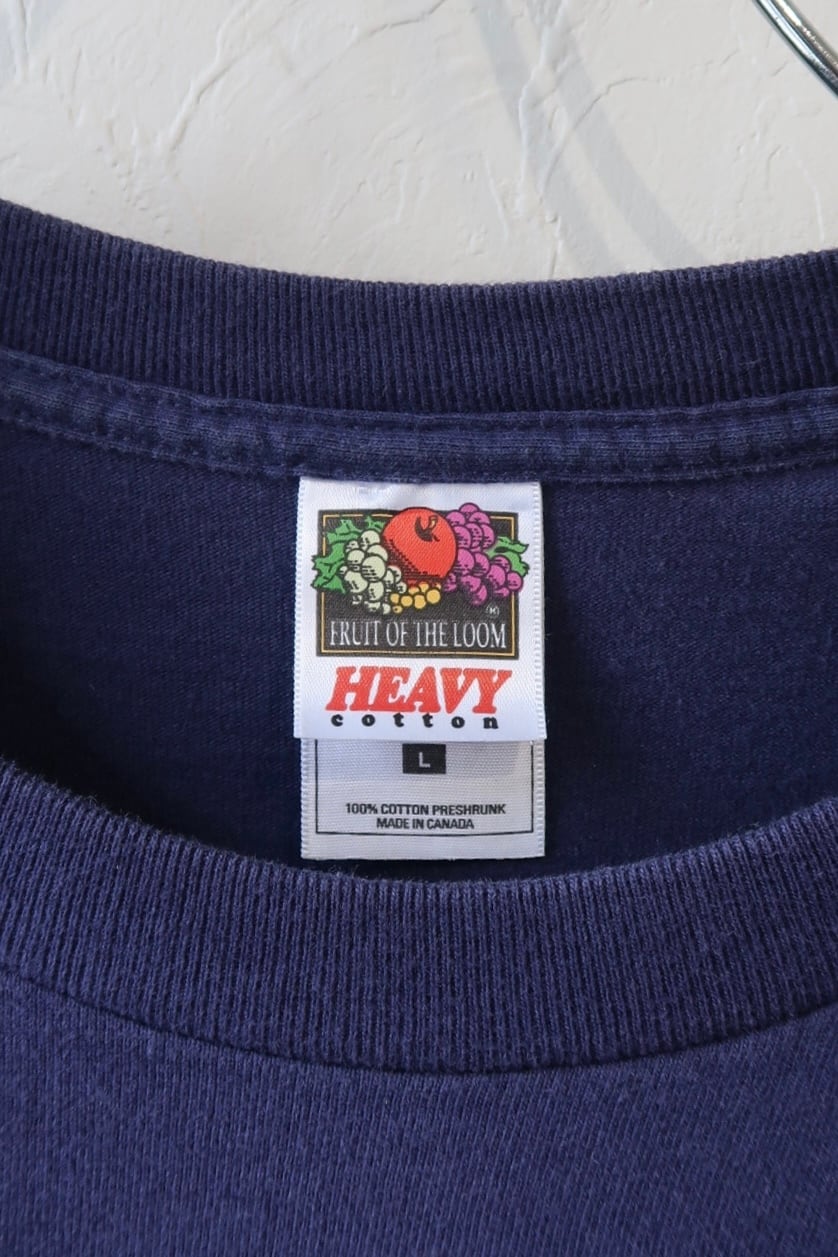 FRUIT OF THE LOOM
HEAVY
cotton
L
100% COTTON PRESHRUNK
MADE IN CANADA